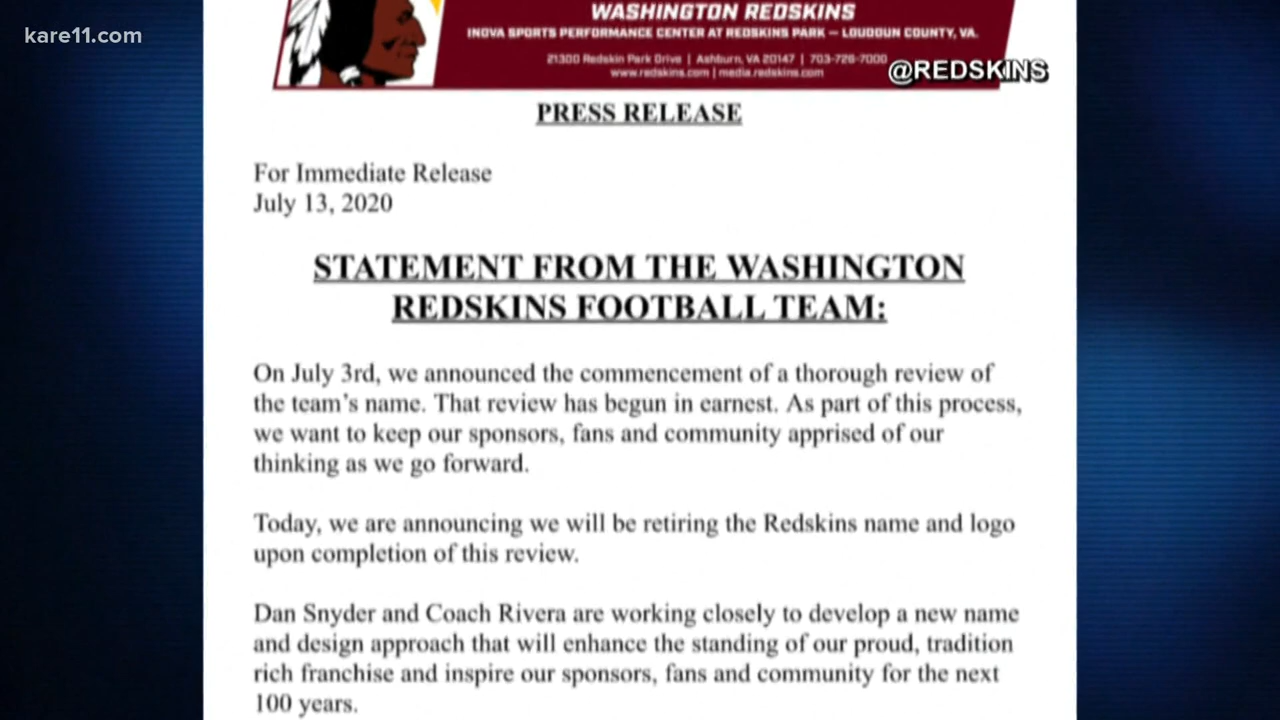 kare11.com
WASHINGTON REDSKINS
INOVA SPORTS PERFORMANCE CENTER AT REDSKINS PARK – LOUDOUN COUNTY, VA.
21300 Redskin Park Drive | Ashburn, VA 20147 | 703-726-7000
www.redskins.com | media.redskins.com
@REDSKINS
PRESS RELEASE
For Immediate Release
July 13, 2020
STATEMENT FROM THE WASHINGTON
REDSKINS FOOTBALL TEAM:
On July 3rd, we announced the commencement of a thorough review of
the team's name. That review has begun in earnest. As part of this process,
we want to keep our sponsors, fans and community apprised of our
thinking as we go forward.
Today, we are announcing we will be retiring the Redskins name and logo
upon completion of this review.
Dan Snyder and Coach Rivera are working closely to develop a new name
and design approach that will enhance the standing of our proud, tradition
rich franchise and inspire our sponsors, fans and community for the next
100 years.